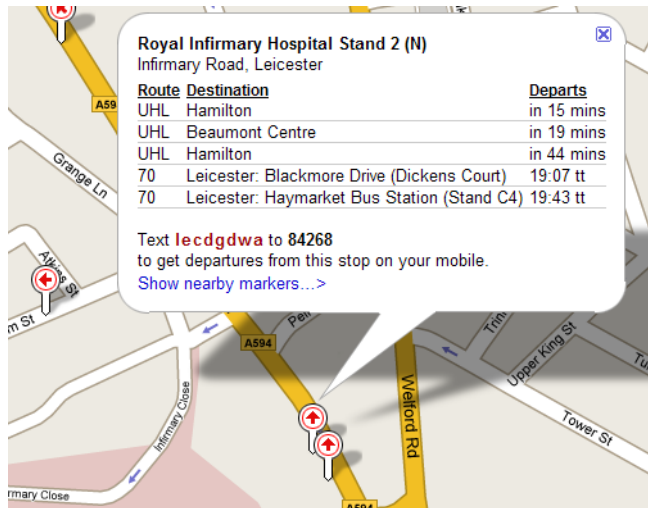 Royal Infirmary Hospital Stand 2 (N)
Infirmary Road, Leicester
Route Destination Departs
UHL Hamilton in 15 mins
UHL Beaumont Centre in 19 mins
UHL Hamilton in 44 mins
70 Leicester: Blackmore Drive (Dickens Court) 19:07 tt
70 Leicester: Haymarket Bus Station (Stand C4) 19:43 tt
Text lecdgdwa to 84268
to get departures from this stop on your mobile.
Show nearby markers...>
A59
Grange Ln
Atkins St
m St
A594
Upper King St
Tower St
Welford Rd
Infirmary Close
rmary Close
A594